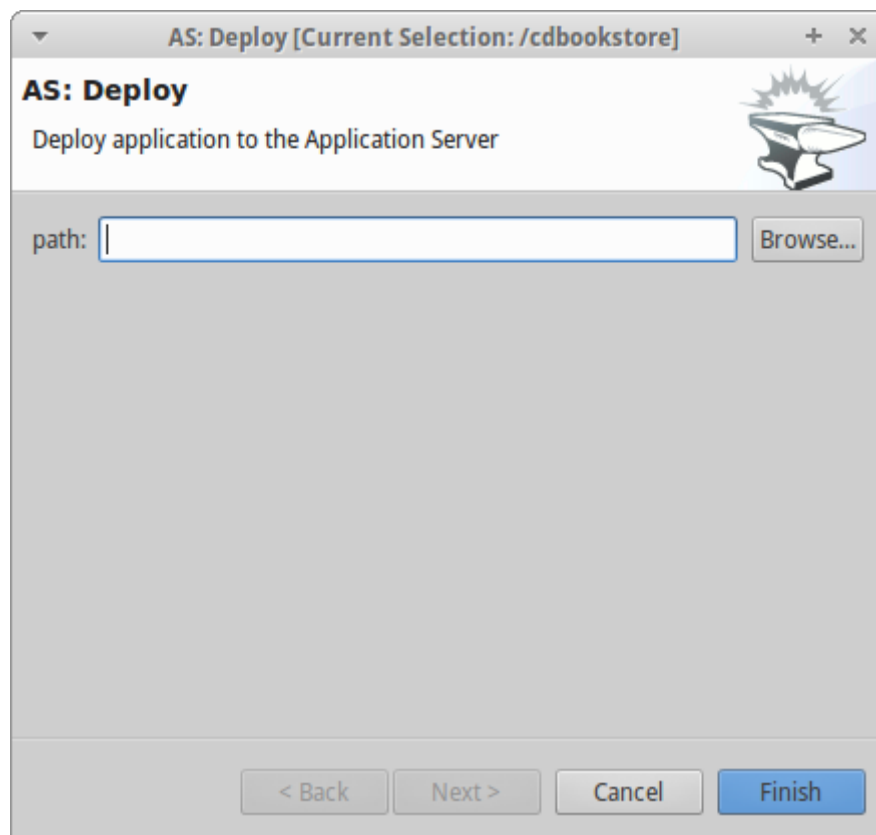 AS: Deploy [Current Selection: /cdbookstore]
AS: Deploy
Deploy application to the Application Server
path:
Browse...
< Back
Next >
Cancel
Finish